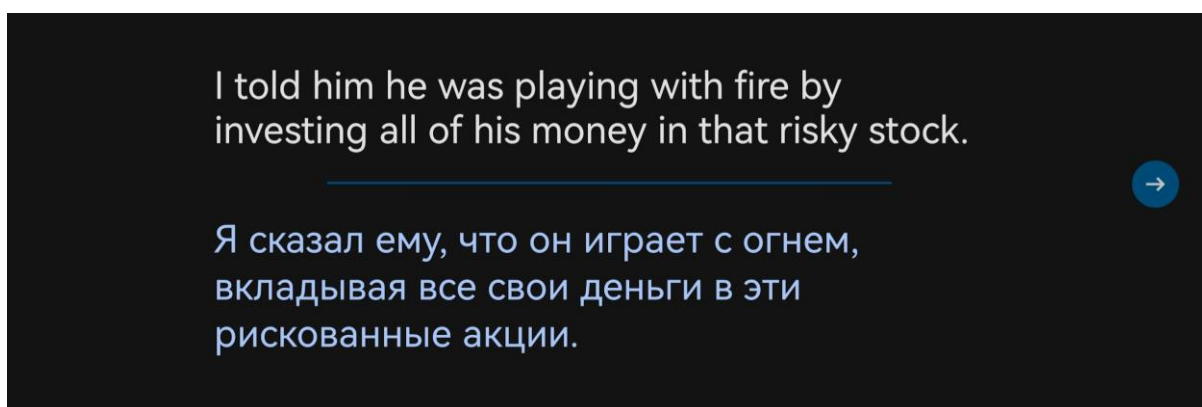 I told him he was playing with fire by
investing all of his money in that risky stock.
Я сказал ему, что он играет с огнем,
вкладывая все свои деньги в эти
рискованные акции.